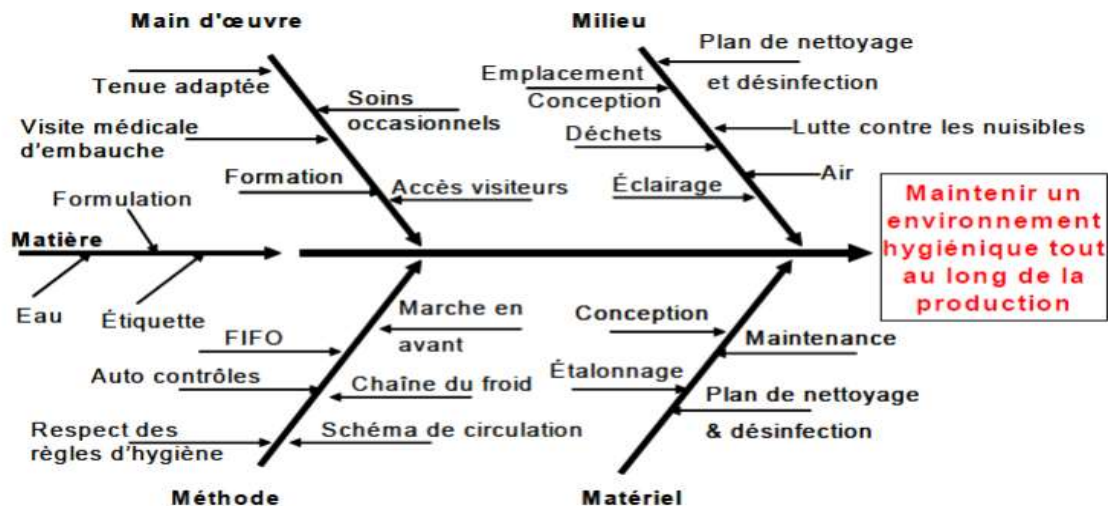 Main d'œuvre
Milieu
Tenue adaptée
Soins
occasionnels
Visite médicale
d'embauche
Formation
Accès visiteurs
Plan de nettoyage
et désinfection
Emplacement
Conception
Déchets
Lutte contre les nuisibles
Air
Éclairage
Formulation
Matière
Eau
Étiquette
Maintenir un
environnement
hygiénique tout
au long de la
production
Marche en
avant
FIFO
Auto contrôles
Chaîne du froid
Respect des
règles d'hygiène
Schéma de circulation
Méthode
Conception
Maintenance
Étalonnage
Plan de nettoyage
& désinfection
Matériel